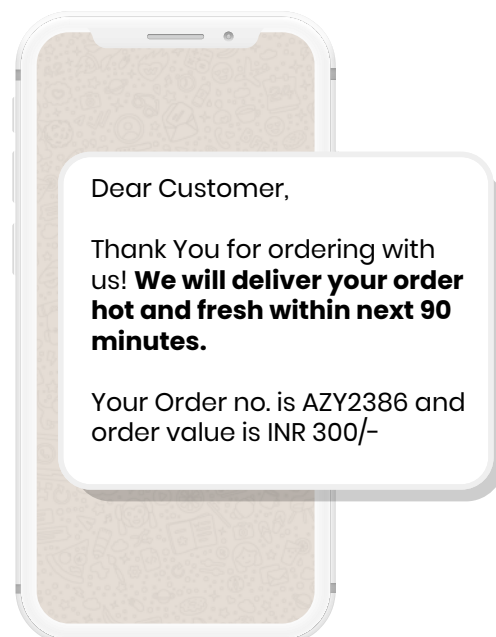 Dear Customer,
Thank You for ordering with
us! We will deliver your order
hot and fresh within next 90
minutes.
Your Order no. is AZY2386 and
order value is INR 300/-